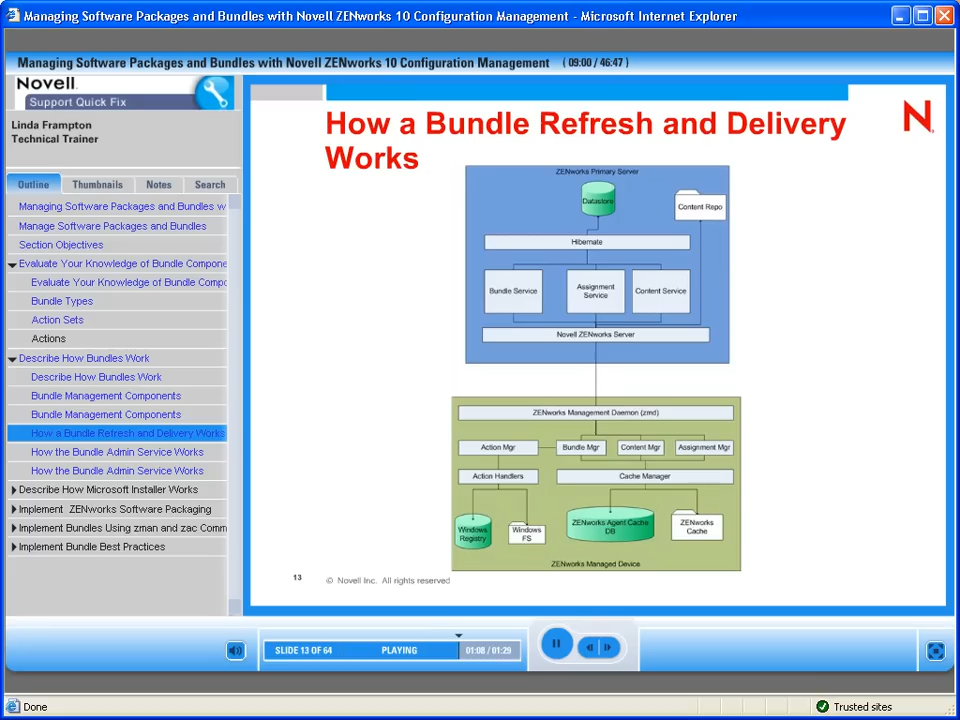 Managing Software Packages and Bundles with Novell ZENworks 10 Configuration Management - Microsoft Internet Explorer
Managing Software Packages and Bundles with Novell ZENworks 10 Configuration Management ( 09:00 / 46:47 )
Novell.
Support Quick Fix
Linda Frampton
Technical Trainer
Outline
Thumbnails
Notes
Search
Managing Software Packages and Bundles w
Manage Software Packages and Bundles
Section Objectives
Evaluate Your Knowledge of Bundle Compone
Evaluate Your Knowledge of Bundle Compo
Bundle Types
Action Sets
Actions
Describe How Bundles Work
Describe How Bundles Work
Bundle Management Components
Bundle Management Components
How a Bundle Refresh and Delivery Works
How the Bundle Admin Service Works
How the Bundle Admin Service Works
Describe How Microsoft Installer Works
Implement ZENworks Software Packaging
Implement Bundles Using zman and zac Comm
Implement Bundle Best Practices
How a Bundle Refresh and Delivery
Works
N
ZENworks Primary Server
Datastore
Content Repo
Hibernate
Bundle Service
Assignment
Service
Content Service
Novell ZENworks Server
ZENworks Management Daemon (zmd)
Action Mgr
Bundle Mgr
Content Mgr
Assignment Mgr
Action Handlers
Cache Manager
Windows
Registry
Windows
FS
ZENworks Agent Cache
DB
ZENworks
Cache
ZENworks Managed Device
13
© Novell Inc. All rights reserved
SLIDE 13 OF 64
PLAYING
01:08 / 01:29
Done
Trusted sites